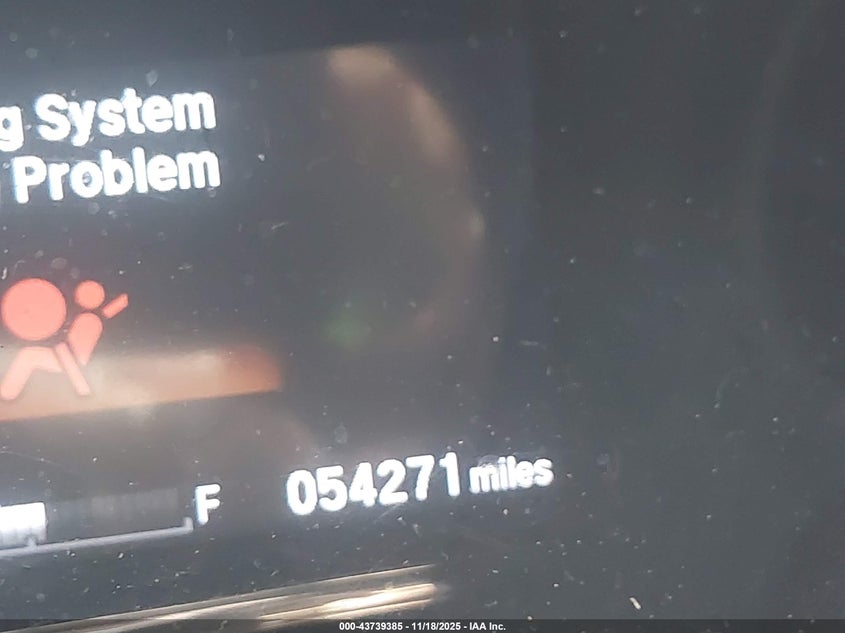 g System
Problem
F
054271 miles
000-43739385 - 11/18/2025 - IAA Inc.